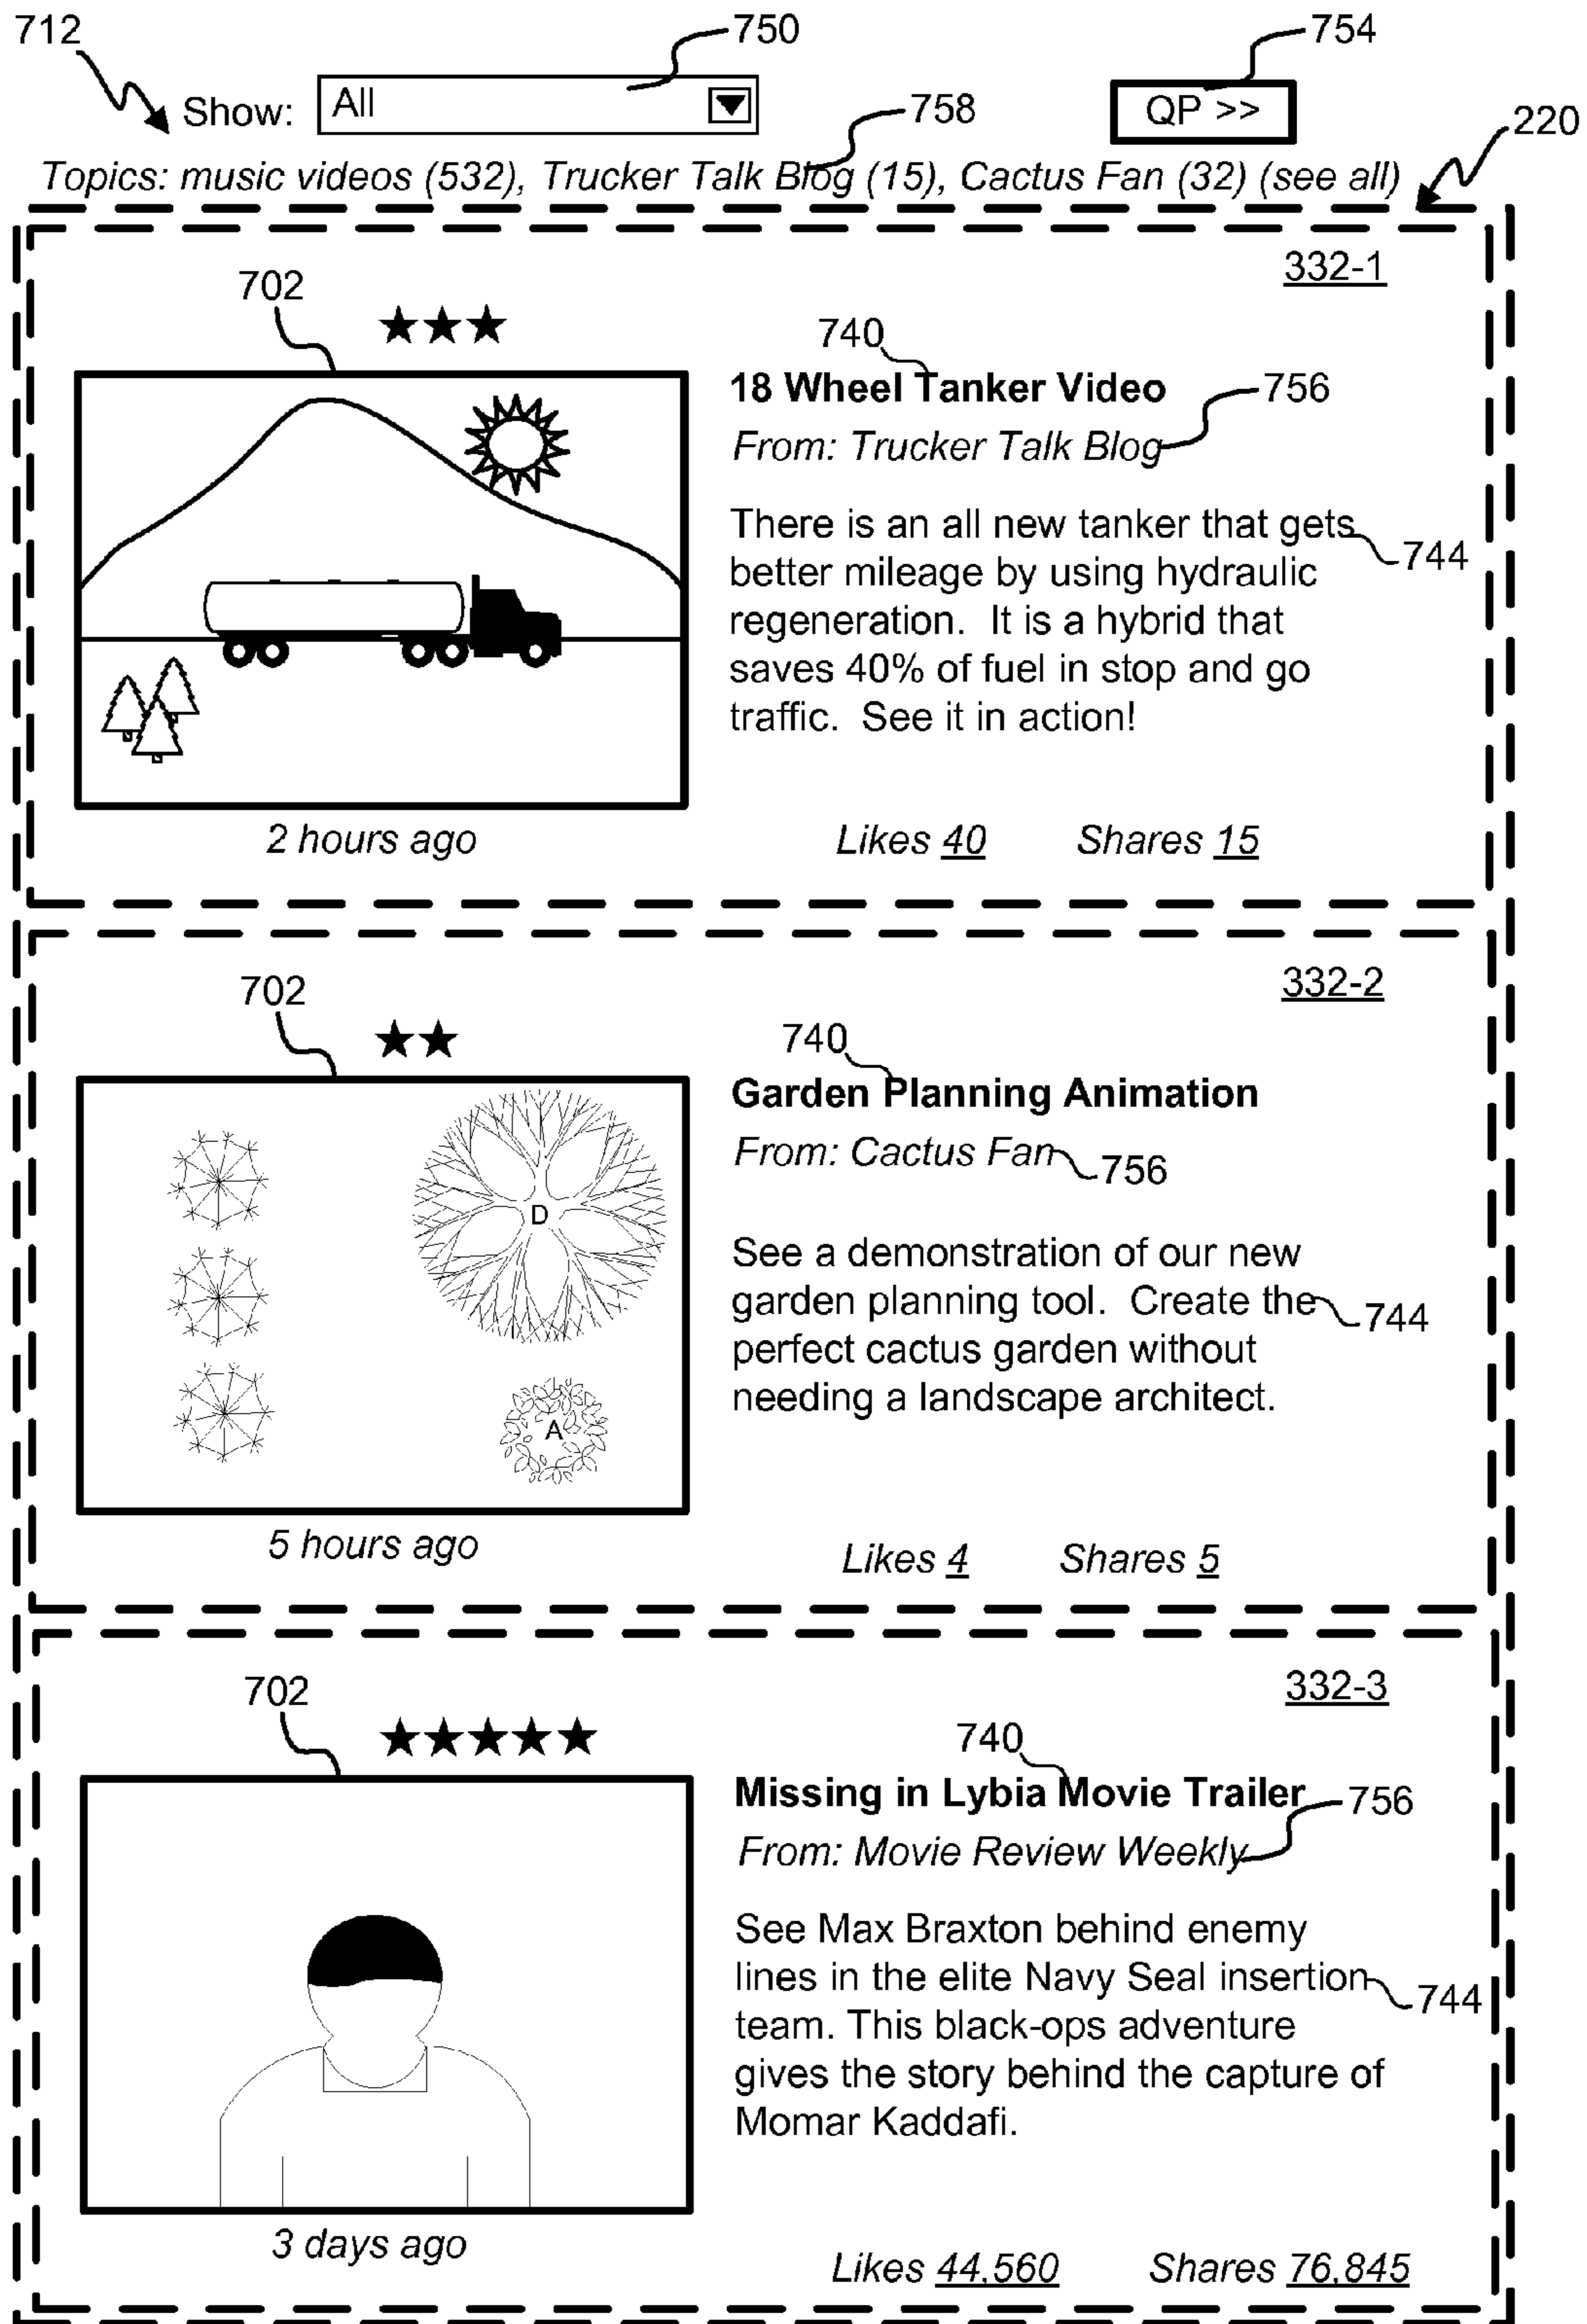 712
750
754
Show: All
QP >>
758
220
Topics: music videos (532), Trucker Talk Blog (15), Cactus Fan (32) (see all)
332-1
702
★★★
740
18 Wheel Tanker Video
756
From: Trucker Talk Blog
There is an all new tanker that gets
744
better mileage by using hydraulic
regeneration. It is a hybrid that
saves 40% of fuel in stop and go
traffic. See it in action!
2 hours ago
Likes 40 Shares 15
332-2
702
★★
740
Garden Planning Animation
From: Cactus Fan
756
D
See a demonstration of our new
garden planning tool. Create the
744
perfect cactus garden without
needing a landscape architect.
A
5 hours ago
Likes 4 Shares 5
332-3
702
★★★★★
740
Missing in Lybia Movie Trailer
756
From: Movie Review Weekly
See Max Braxton behind enemy
lines in the elite Navy Seal insertion
744
team. This black-ops adventure
gives the story behind the capture of
Momar Kaddafi.
3 days ago
Likes 44,560 Shares 76,845